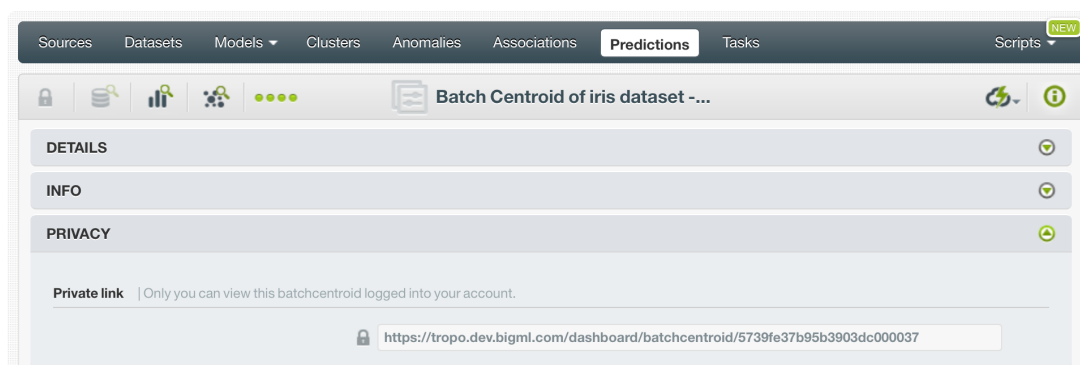 NEW
Sources Datasets Models Clusters Anomalies Associations Predictions Tasks Scripts
Batch Centroid of iris dataset -...
DETAILS
INFO
PRIVACY
Private link | Only you can view this batchcentroid logged into your account.
https://tropo.dev.bigml.com/dashboard/batchcentroid/5739fe37b95b3903dc000037